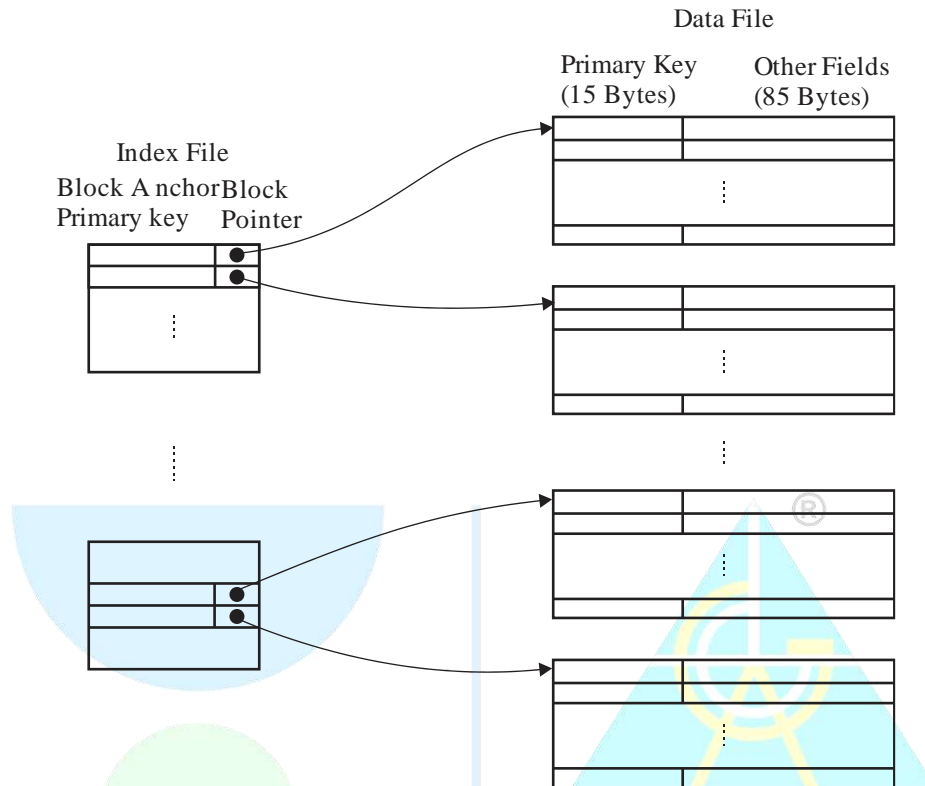 Data File
Primary Key Other Fields
(15 Bytes) (85 Bytes)
Index File
Block A nchor Block
Primary key Pointer
®